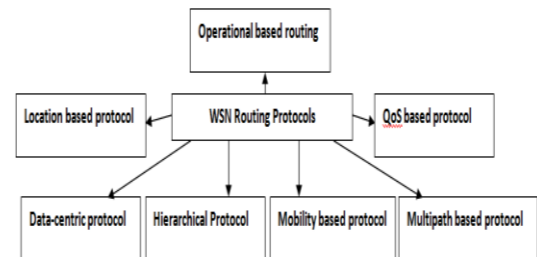 Operational based routing
Location based protocol
WSN Routing Protocols
QoS based protocol
Data-centric protocol
Hierarchical Protocol
Mobility based protocol
Multipath based protocol